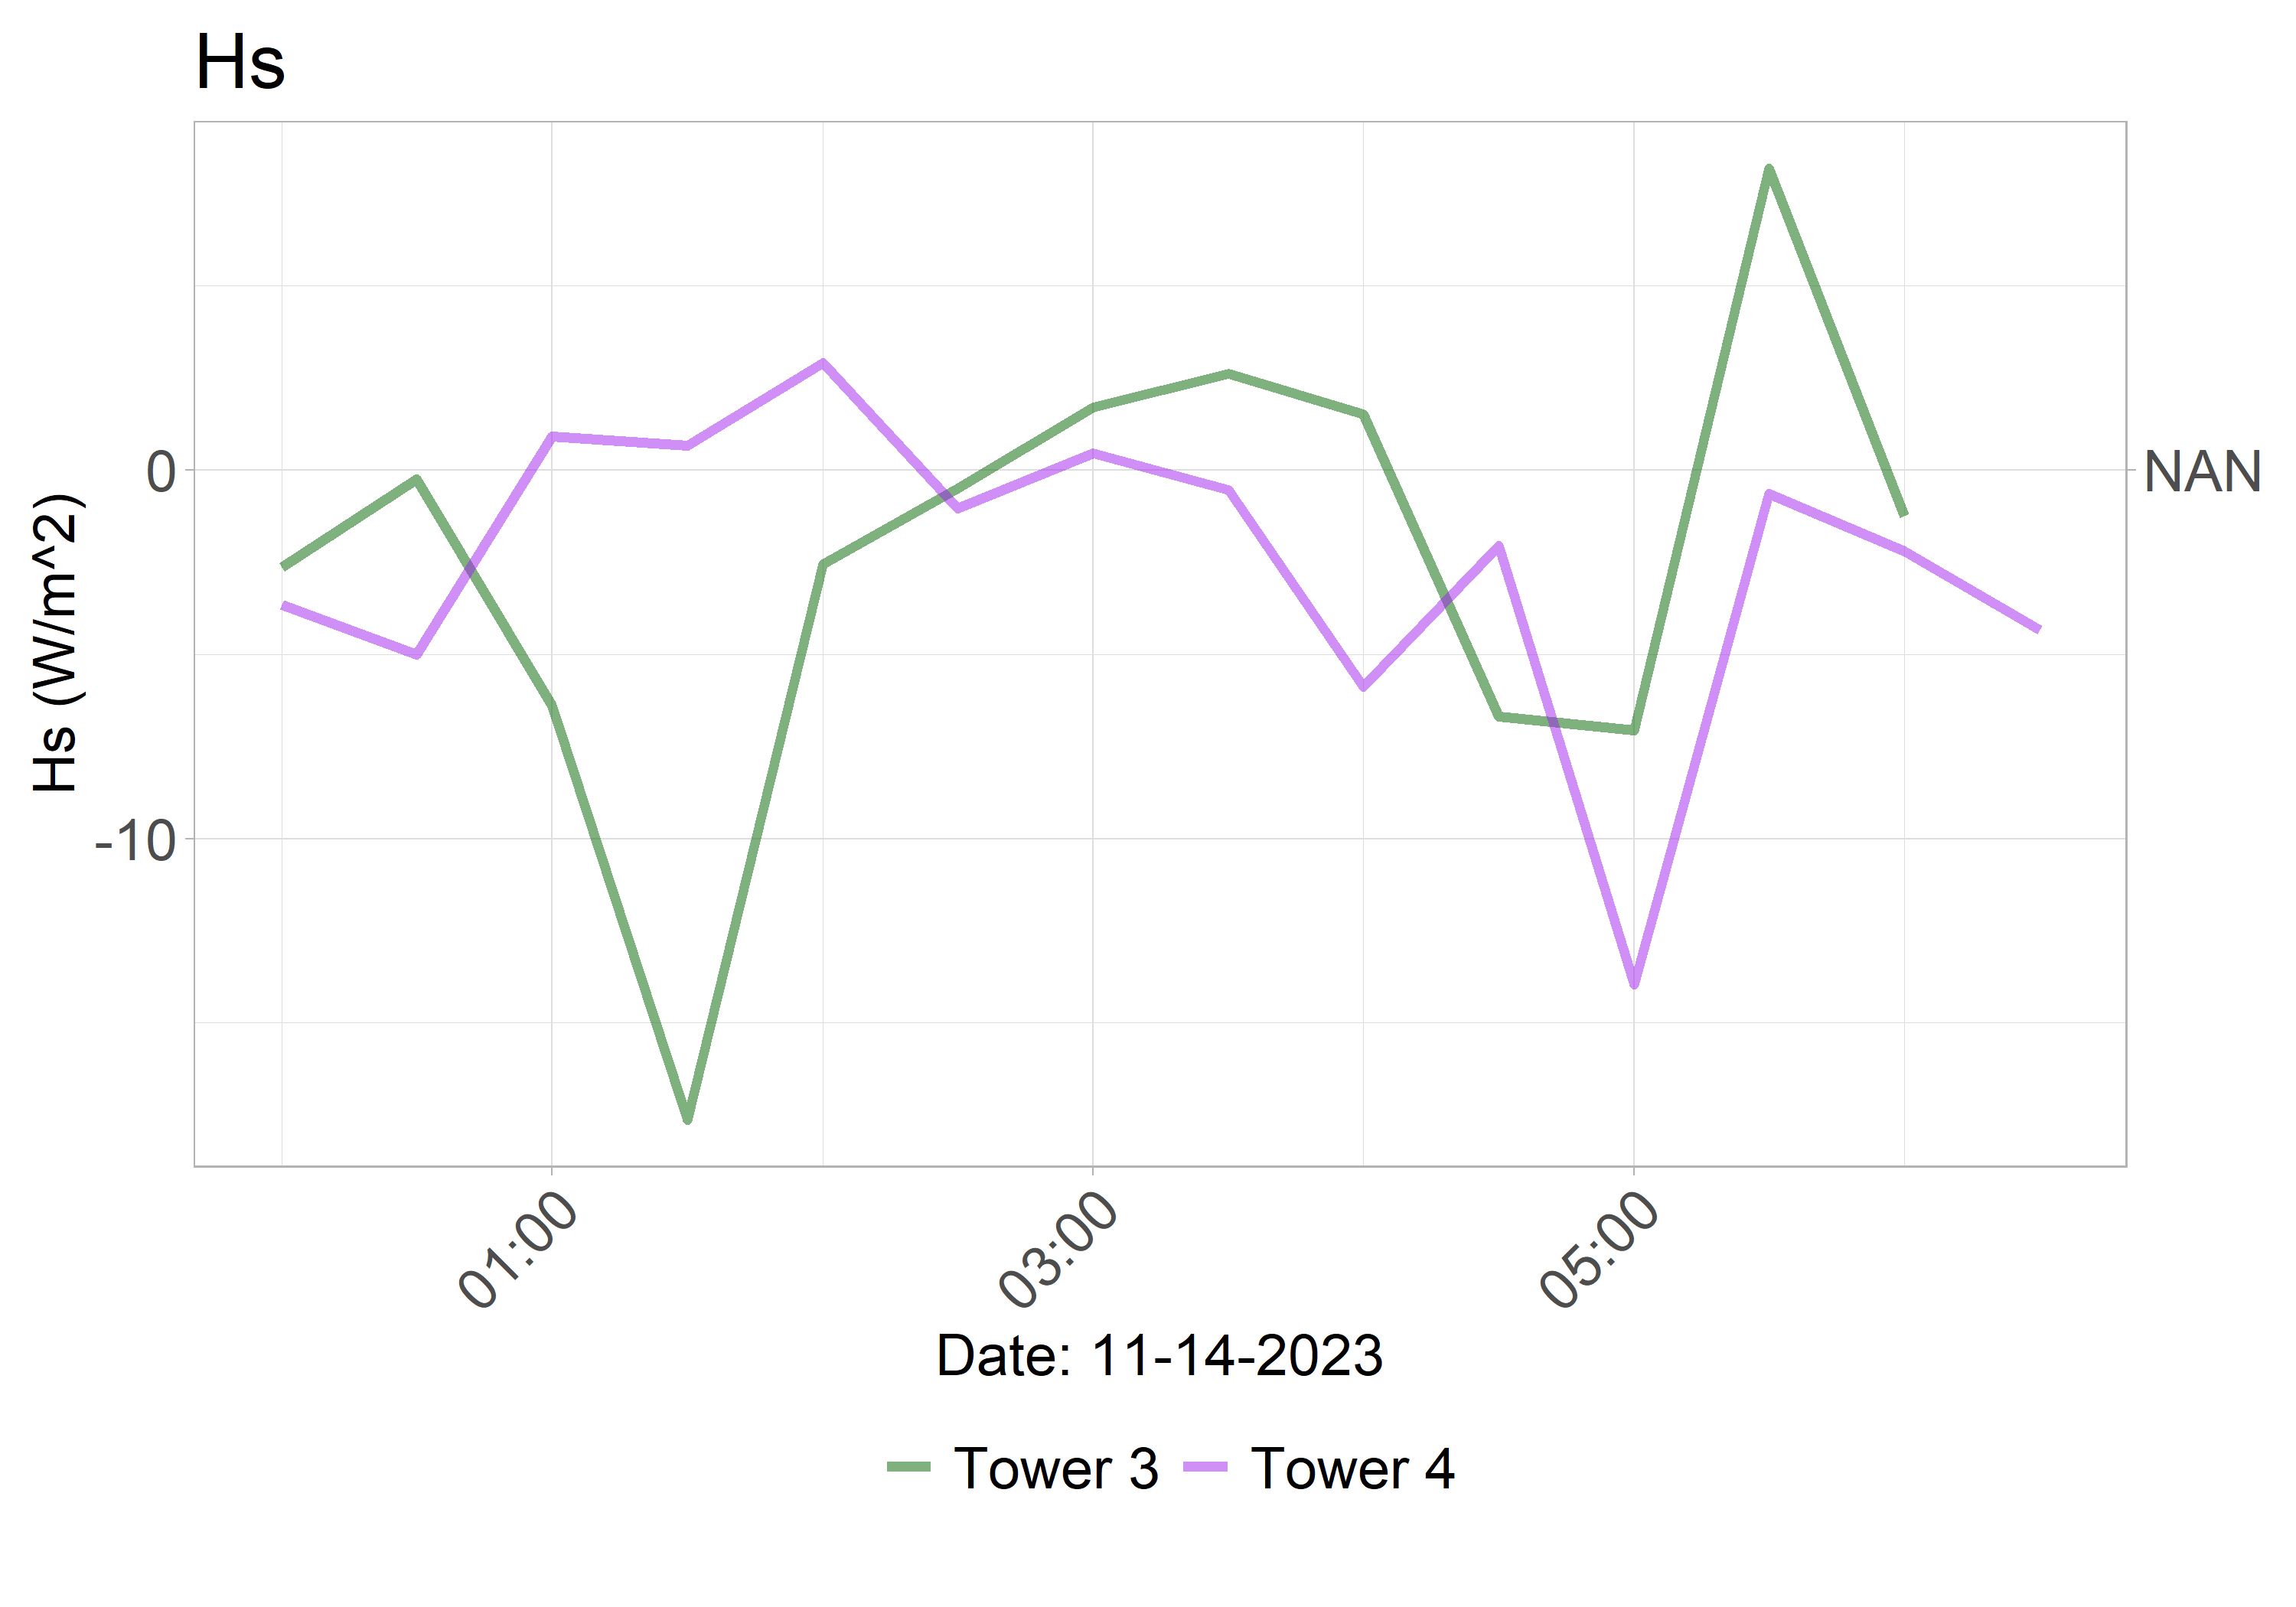 Hs
Hs (W/m^2)
0
-10
NAN
01:00
03:00
05:00
Date: 11-14-2023
Tower 3
Tower 4